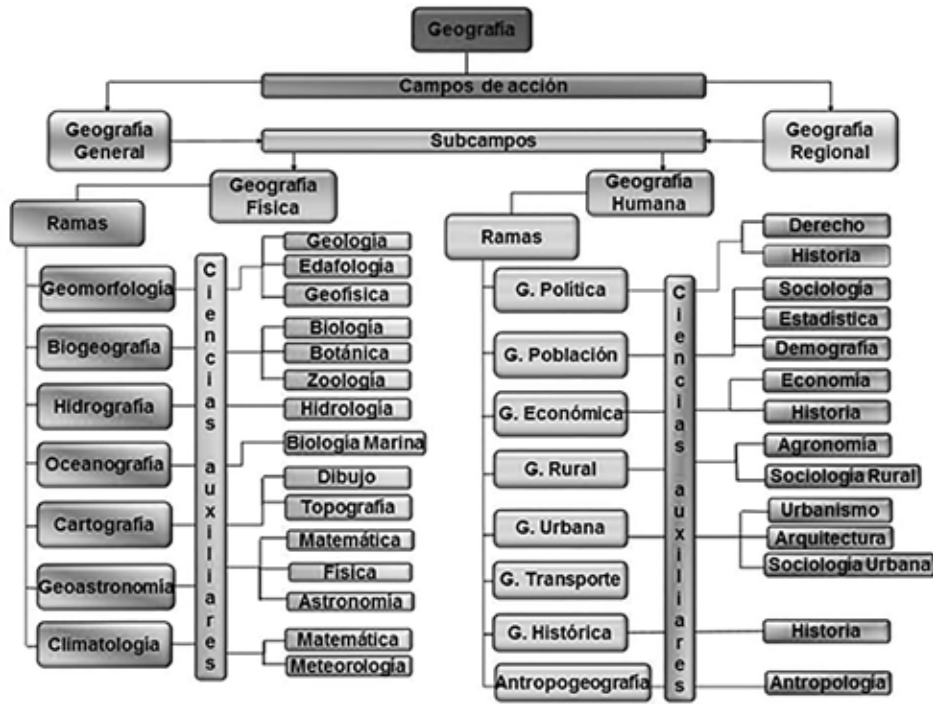 Geografía
Campos de acción
Geografía
General
Subcampos
Geografía
Regional
Geografía
Física
Geografía
Humana
Ramas
Geomorfología
Biogeografía
Hidrografía
Oceanografía
Cartografía
Geoastronomía
Climatología
Ciencias auxiliares
Geología
Edafología
Geofísica
Biología
Botánica
Zoología
Hidrología
Biología Marina
Dibujo
Topografía
Matemática
Física
Astronomía
Matemática
Meteorología
Ramas
G. Política
G. Población
G. Económica
G. Rural
G. Urbana
G. Transporte
G. Histórica
Antropogeografía
Ciencias auxiliares
Derecho
Historia
Sociología
Estadística
Demografía
Economía
Historia
Agronomía
Sociología Rural
Urbanismo
Arquitectura
Sociología Urbana
Historia
Antropología